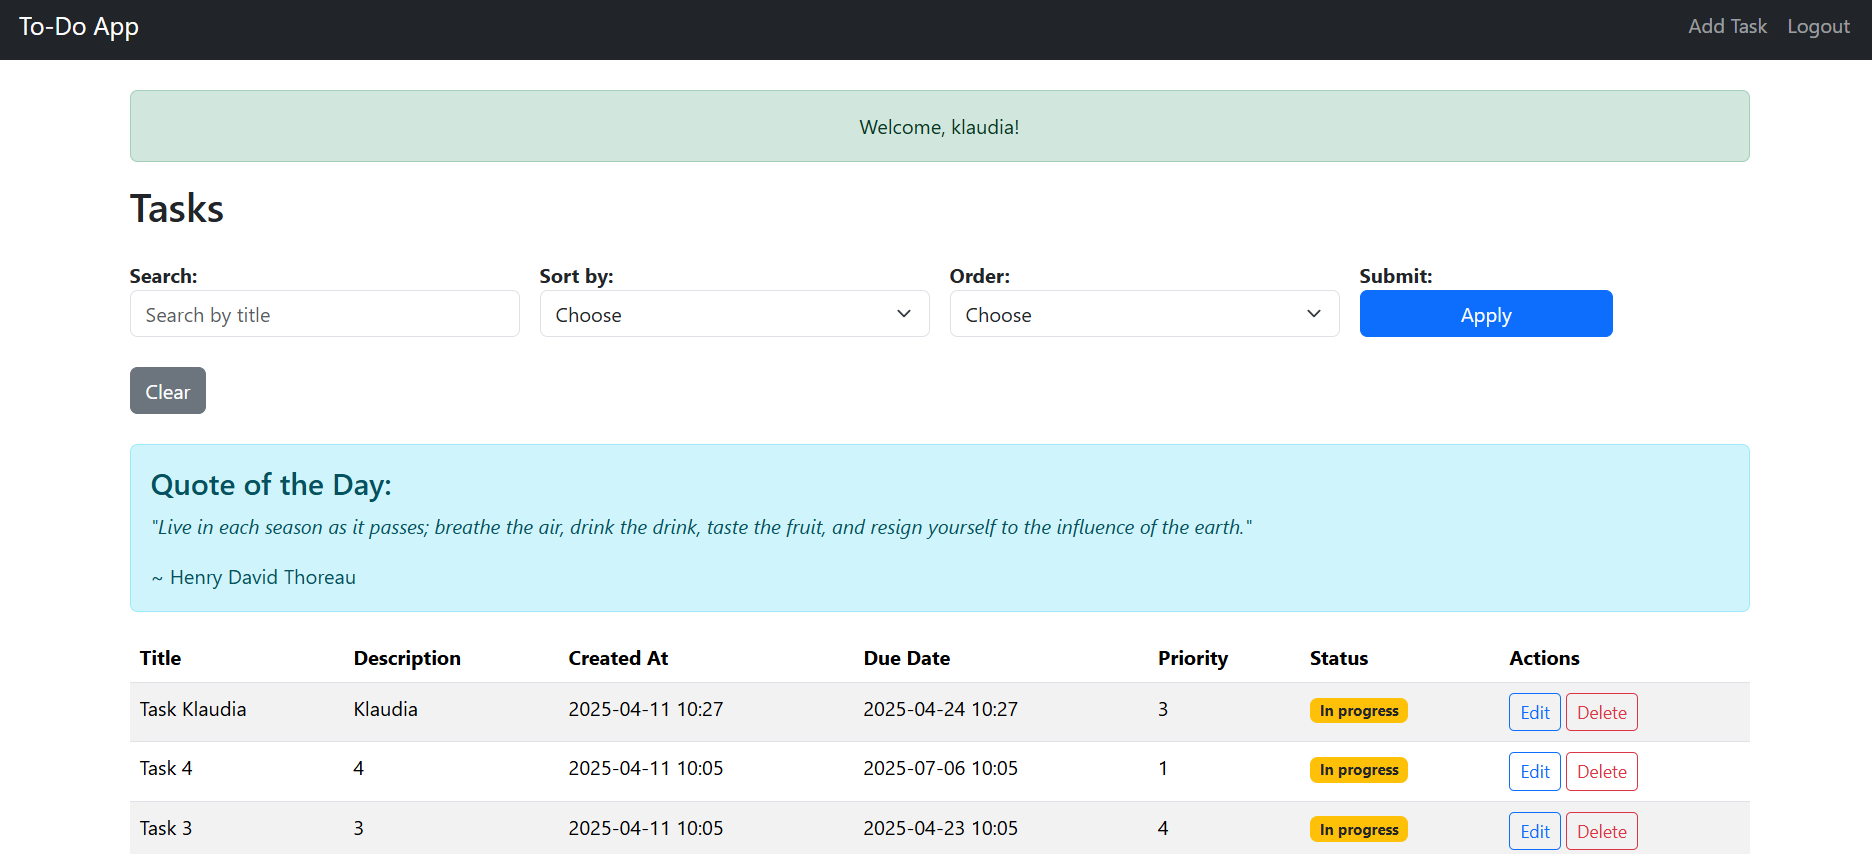 To-Do App Add Task Logout
Welcome, klaudia!
Tasks
Search: Sort by: Order: Submit:
Search by title Choose Choose Apply
Clear
Quote of the Day:
"Live in each season as it passes; breathe the air, drink the drink, taste the fruit, and resign yourself to the influence of the earth."
~ Henry David Thoreau
Title Description Created At Due Date Priority Status Actions
Task Klaudia Klaudia 2025-04-11 10:27 2025-04-24 10:27 3 In progress Edit Delete
Task 4 4 2025-04-11 10:05 2025-07-06 10:05 1 In progress Edit Delete
Task 3 3 2025-04-11 10:05 2025-04-23 10:05 4 In progress Edit Delete